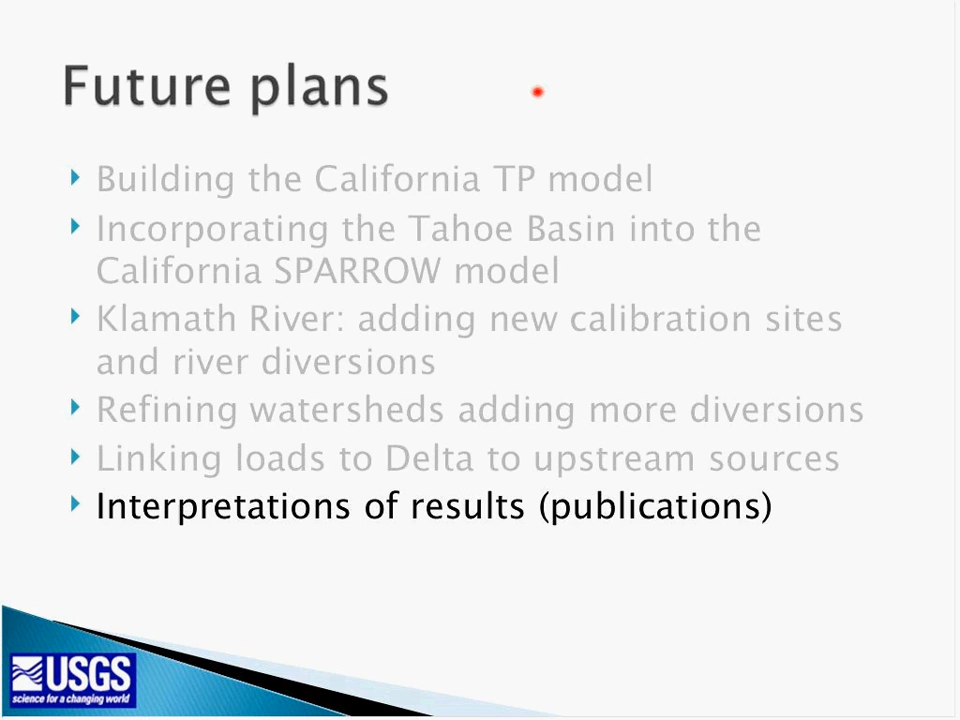 Future plans
Building the California TP model
Incorporating the Tahoe Basin into the
California SPARROW model
Klamath River: adding new calibration sites
and river diversions
Refining watersheds adding more diversions
Linking loads to Delta to upstream sources
Interpretations of results (publications)
USGS
science for a changing world